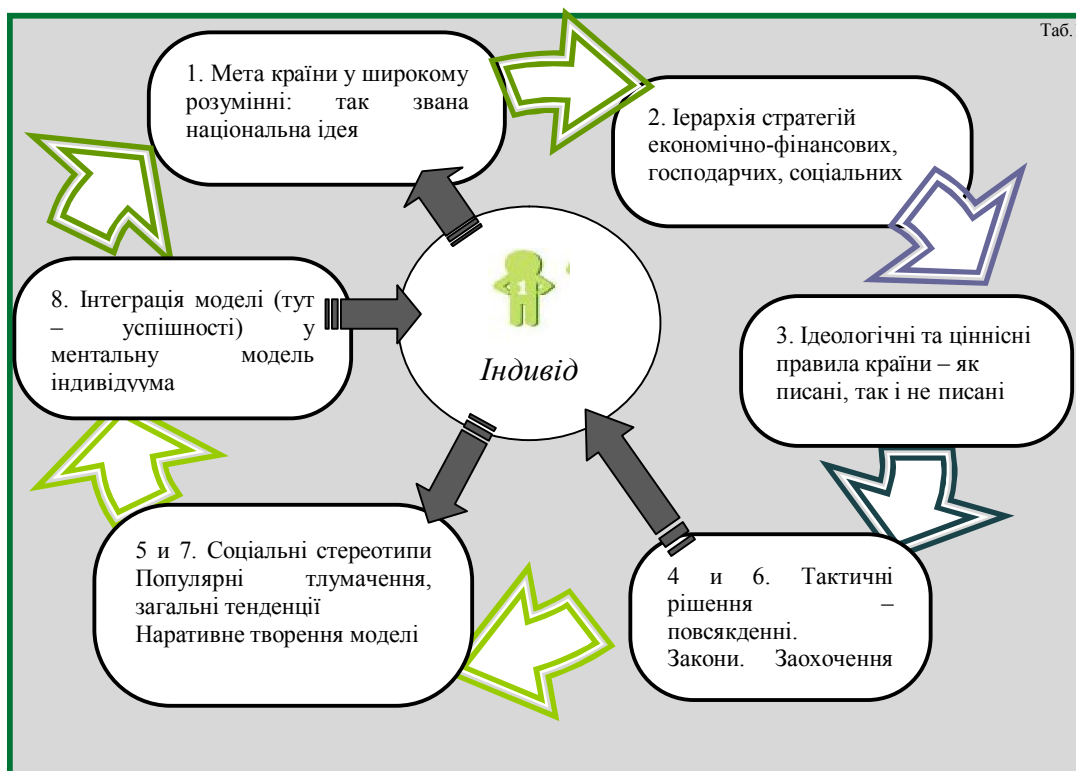 Таб.
1. Мета країни у широкому
розумінні: так звана
національна ідея
2. Ієрархія стратегій
економічно-фінансових,
господарчих, соціальних
3. Ідеологічні та ціннісні
правила країни – як
писані, так і не писані
4 и 6. Тактичні
рішення –
повсякденні.
Закони. Заохочення
5 и 7. Соціальні стереотипи
Популярні тлумачення,
загальні тенденції
Наративне творення моделі
8. Інтеграція моделі (тут
– успішності) у
ментальну модель
індивідуума
1
Індивід